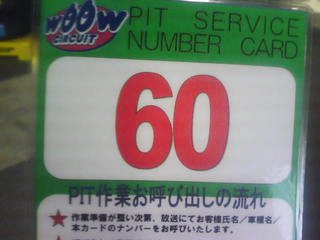 WOOW
CIRCUIT
PIT SERVICE
NUMBER CARD
60
PIT作業お呼び出しの流れ
★ 作業準備が整い次第、放送にてお客様氏名／車種名／
本カードのナンバーをお呼びいたします。